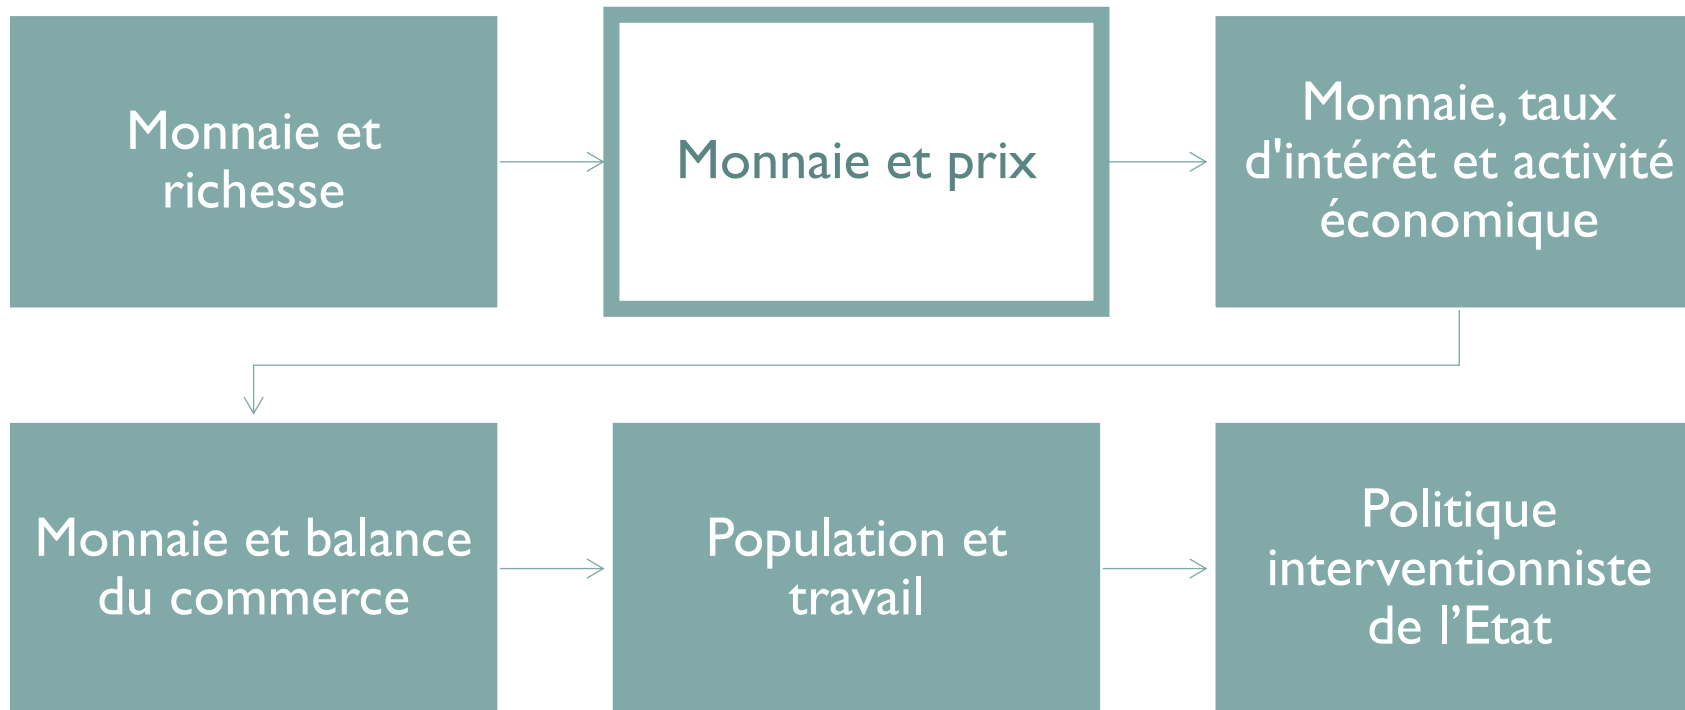 Monnaie et
richesse
Monnaie et prix
Monnaie, taux
d'intérêt et activité
économique
Monnaie et balance
du commerce
Population et
travail
Politique
interventionniste
de l’Etat